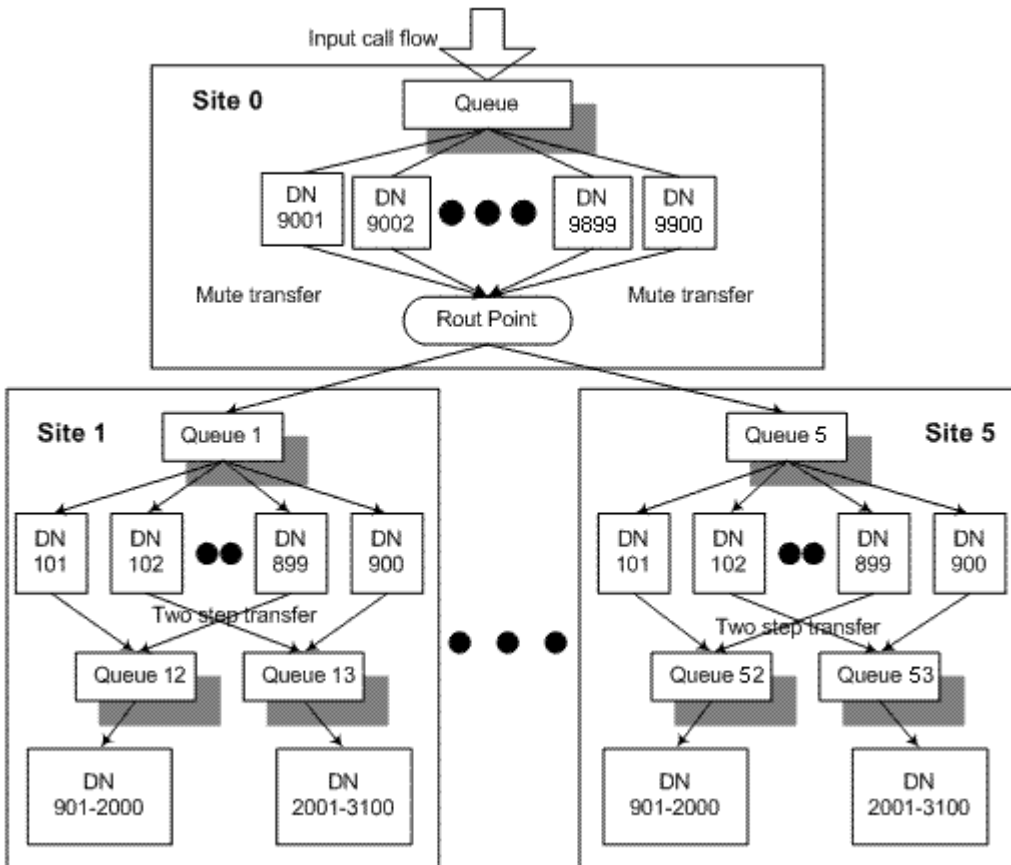 Input call flow
Site 0
Queue
DN
9001
DN
9002
DN
9899
DN
9900
Mute transfer
Mute transfer
Rout Point
Site 1
Queue 1
DN
101
DN
102
DN
899
DN
900
Two step transfer
Queue 12
Queue 13
DN
901-2000
DN
2001-3100
Site 5
Queue 5
DN
101
DN
102
DN
899
DN
900
Two step transfer
Queue 52
Queue 53
DN
901-2000
DN
2001-3100